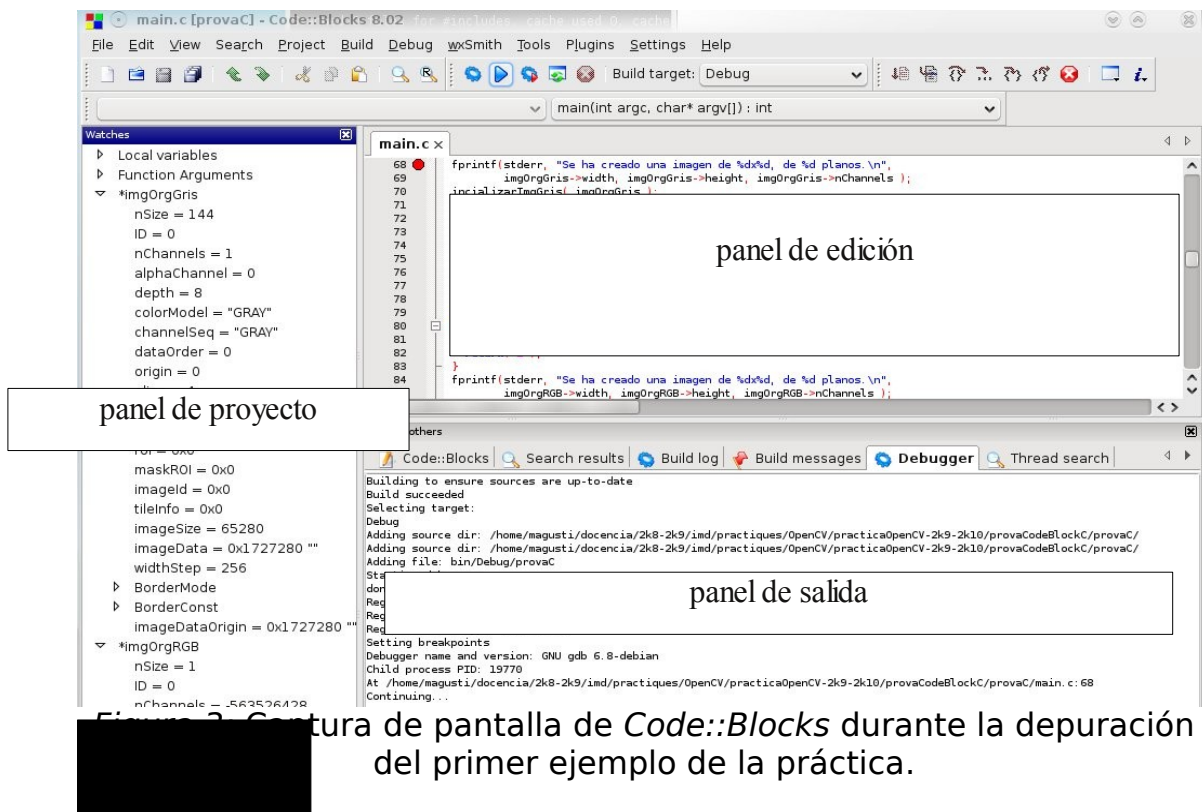 main.c [provaC] - Code::Blocks 8.02
File Edit View Search Project Build Debug wxSmith Tools Plugins Settings Help
Build target: Debug
main(int argc, char* argv[]) : int
Watches
Local variables
Function Arguments
*imgOrgGris
nSize = 144
ID = 0
nChannels = 1
alphaChannel = 0
depth = 8
colorModel = "GRAY"
channelSeq = "GRAY"
dataOrder = 0
origin = 0
panel de proyecto
maskROI = 0x0
imageId = 0x0
tileInfo = 0x0
imageSize = 65280
imageData = 0x1727280 ""
widthStep = 256
BorderMode
BorderConst
imageDataOrigin = 0x1727280 ""
*imgOrgRGB
nSize = 1
ID = 0
nChannels = -563526428
main.c
68 fprintf(stderr, "Se ha creado una imagen de %dx%d, de %d planos.\n",
69 imgOrgGris->width, imgOrgGris->height, imgOrgGris->nChannels );
70 incializarImgGris( imgOrgGris );
71
72
73
74
75
76
77
78
79
80
81
82
83 }
84 fprintf(stderr, "Se ha creado una imagen de %dx%d, de %d planos.\n",
imgOrgRGB->width, imgOrgRGB->height, imgOrgRGB->nChannels );
panel de edición
others
Code::Blocks Search results Build log Build messages Debugger Thread search
Building to ensure sources are up-to-date
Build succeeded
Selecting target:
Debug
Adding source dir: /home/magusti/docencia/2k8-2k9/imd/practiques/OpenCV/practicaOpenCV-2k9-2k10/provaCodeBlockC/provaC/
Adding source dir: /home/magusti/docencia/2k8-2k9/imd/practiques/OpenCV/practicaOpenCV-2k9-2k10/provaCodeBlockC/provaC/
Adding file: bin/Debug/provaC
panel de salida
Setting breakpoints
Debugger name and version: GNU gdb 6.8-debian
Child process PID: 19770
At /home/magusti/docencia/2k8-2k9/imd/practiques/OpenCV/practicaOpenCV-2k9-2k10/provaCodeBlockC/provaC/main.c:68
Continuing...
Figura 2: Captura de pantalla de Code::Blocks durante la depuración
del primer ejemplo de la práctica.